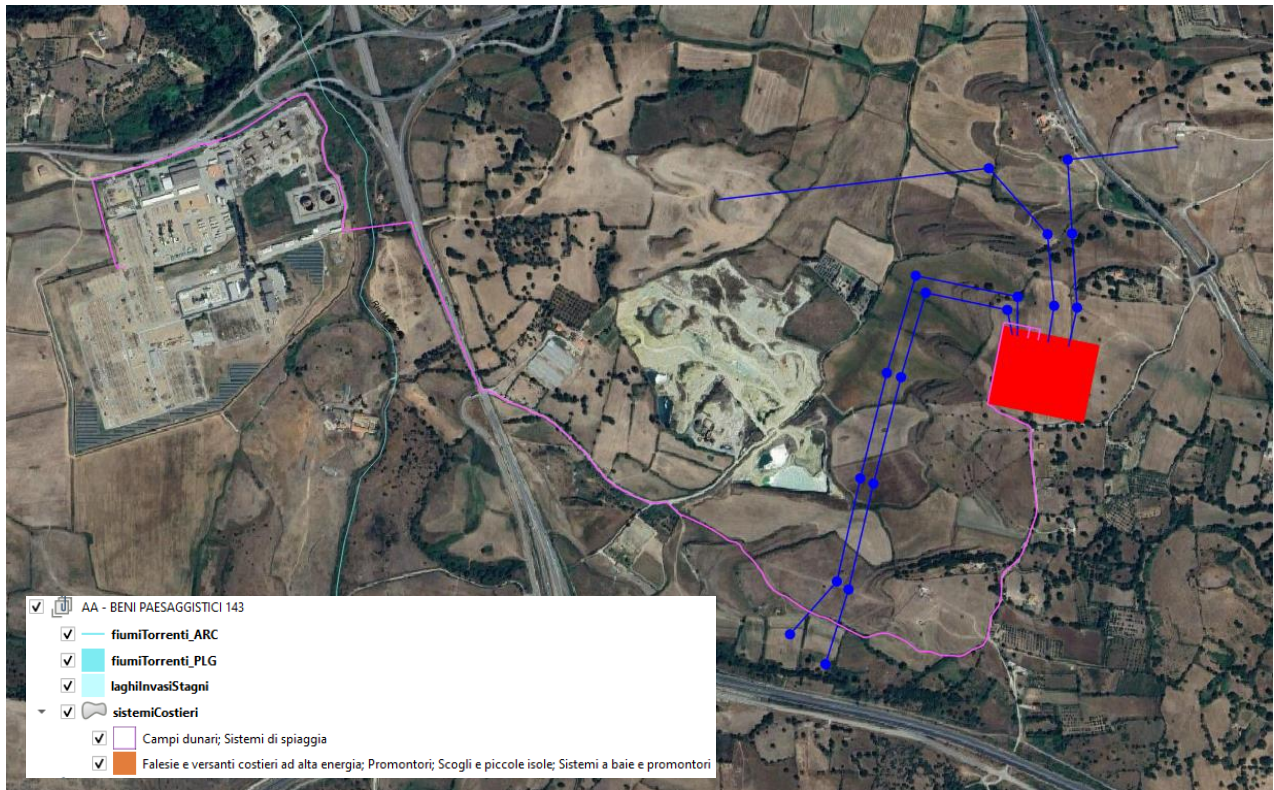 AA - BENI PAESAGGISTICI 143
fiumiTorrenti_ARC
fiumiTorrenti_PLG
laghiInvasiStagni
sistemiCostieri
Campi dunari; Sistemi di spiaggia
Falesie e versanti costieri ad alta energia; Promontori; Scogli e piccole isole; Sistemi a baie e promontori